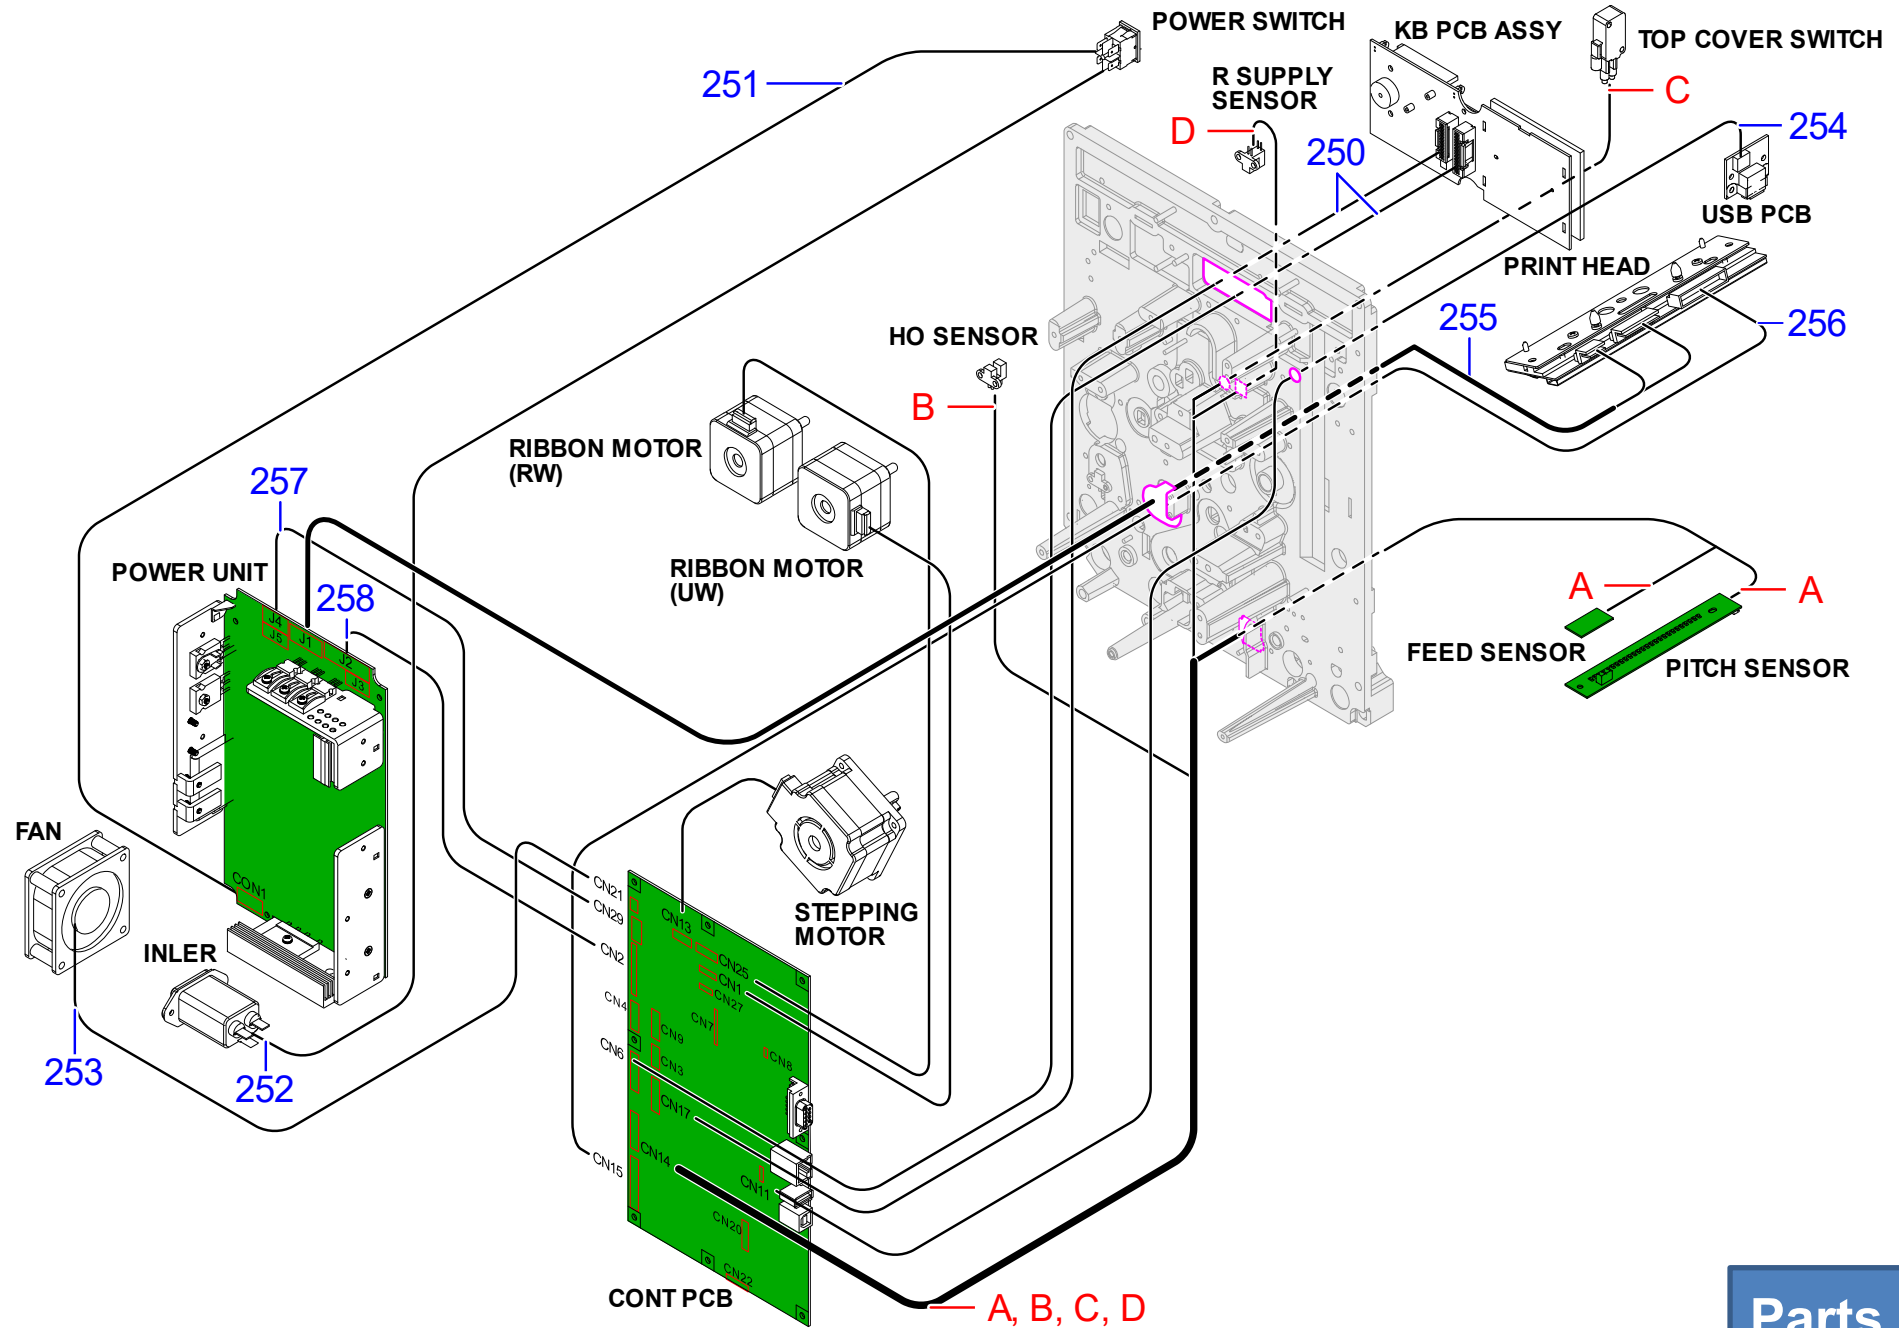 POWER SWITCH
KB PCB ASSY
TOP COVER SWITCH
251
R SUPPLY
SENSOR
C
D
250
254
USB PCB
PRINT HEAD
255
256
HO SENSOR
B
RIBBON MOTOR
(RW)
257
RIBBON MOTOR
(UW)
POWER UNIT
258
J4
J5
J1
J2
J3
A
A
FEED SENSOR
PITCH SENSOR
FAN
CON1
INLER
253
252
STEPPING
MOTOR
CN21
CN29
CN13
CN2
CN25
CN1
CN27
CN4
CN7
CN9
CN6
CN3
CN8
CN17
CN15
CN14
CN11
CN20
CN22
CONT PCB
A, B, C, D
Parts